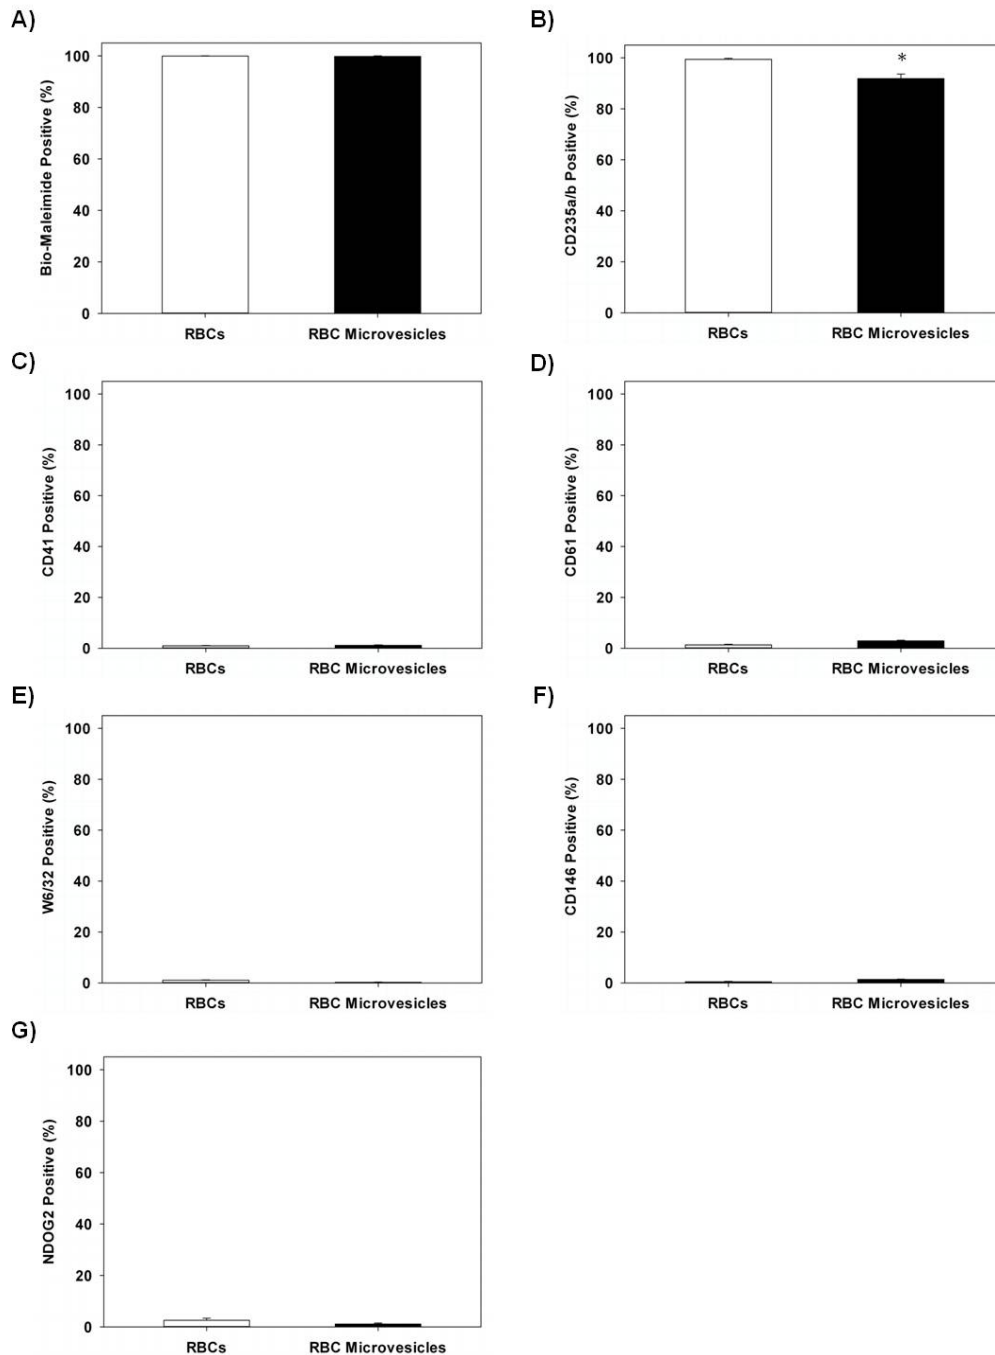 A)
Bio-Maleimide Positive (%)
100
80
60
40
20
0
RBCs
RBC Microvesicles
B)
CD235a/b Positive (%)
100
80
60
40
20
0
*
RBCs
RBC Microvesicles
C)
CD41 Positive (%)
100
80
60
40
20
0
RBCs
RBC Microvesicles
D)
CD61 Positive (%)
100
80
60
40
20
0
RBCs
RBC Microvesicles
E)
W6/32 Positive (%)
100
80
60
40
20
0
RBCs
RBC Microvesicles
F)
CD146 Positive (%)
100
80
60
40
20
0
RBCs
RBC Microvesicles
G)
NDOG2 Positive (%)
100
80
60
40
20
0
RBCs
RBC Microvesicles